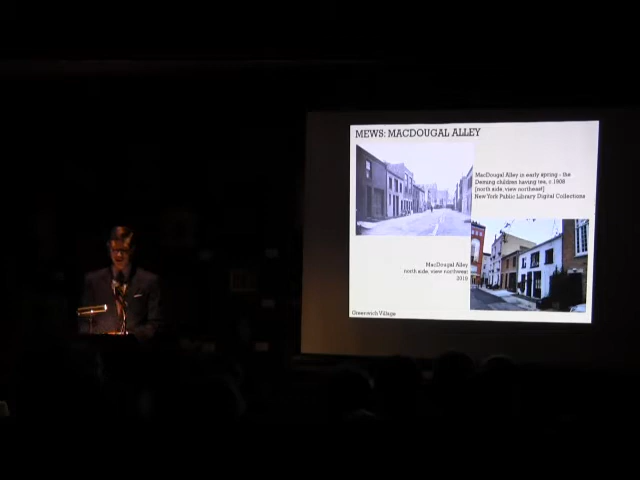 MEWS: MACDOUGAL ALLEY
MacDougal Alley in early spring - the
Deming children having tea, c 1908
[north side, view northeast]
New York Public Library Digital Collections
MacDougal Alley
north side, view northwest
2019
Greenwich Village